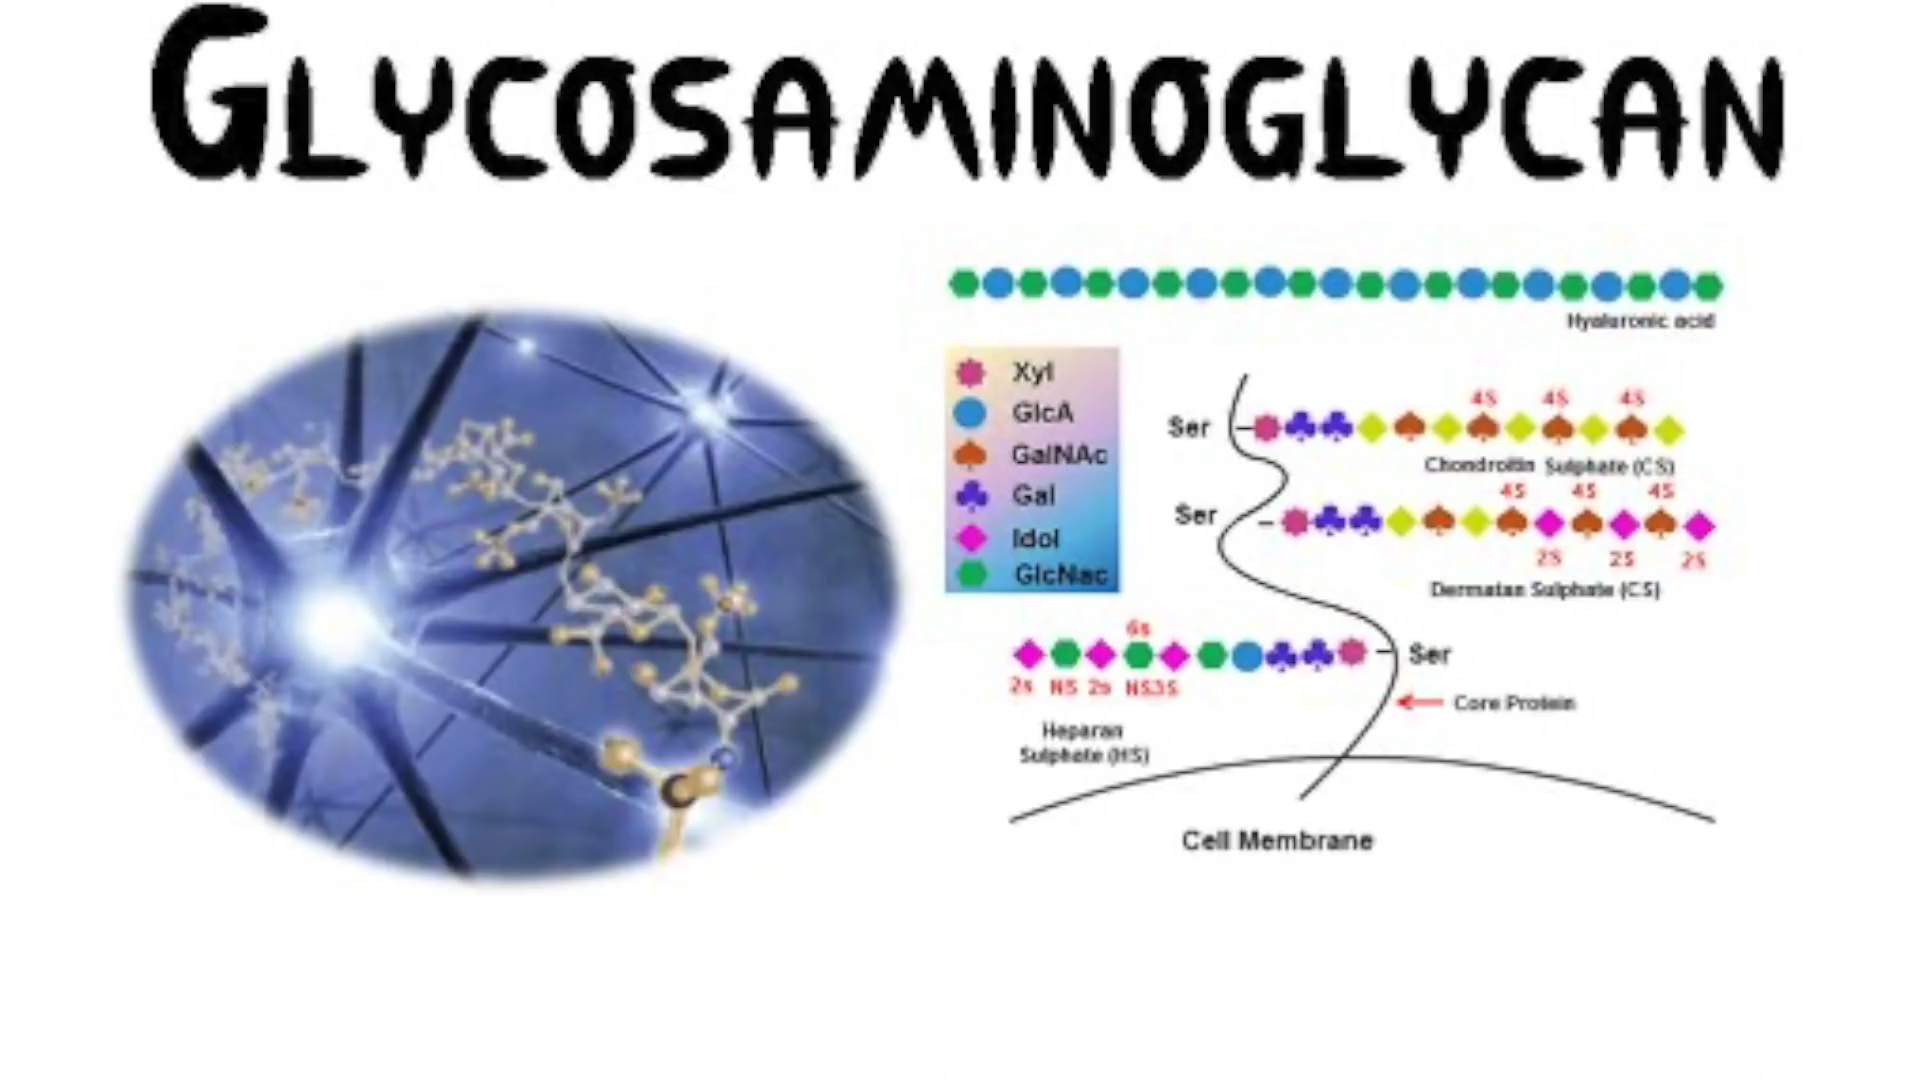 GLYCOSAMINOGLYCAN
Hyaluronic acid
Xyl
GlcA
GalNAc
Gal
Idol
GlcNac
4S 4S 4S
Ser
Chondroitin Sulphate (CS)
4S 4S 4S
Ser
2S 2S 2S
Dermatan Sulphate (CS)
6s
Ser
2s NS NS3S
Core Protein
Heparan
Sulphate (HS)
Cell Membrane